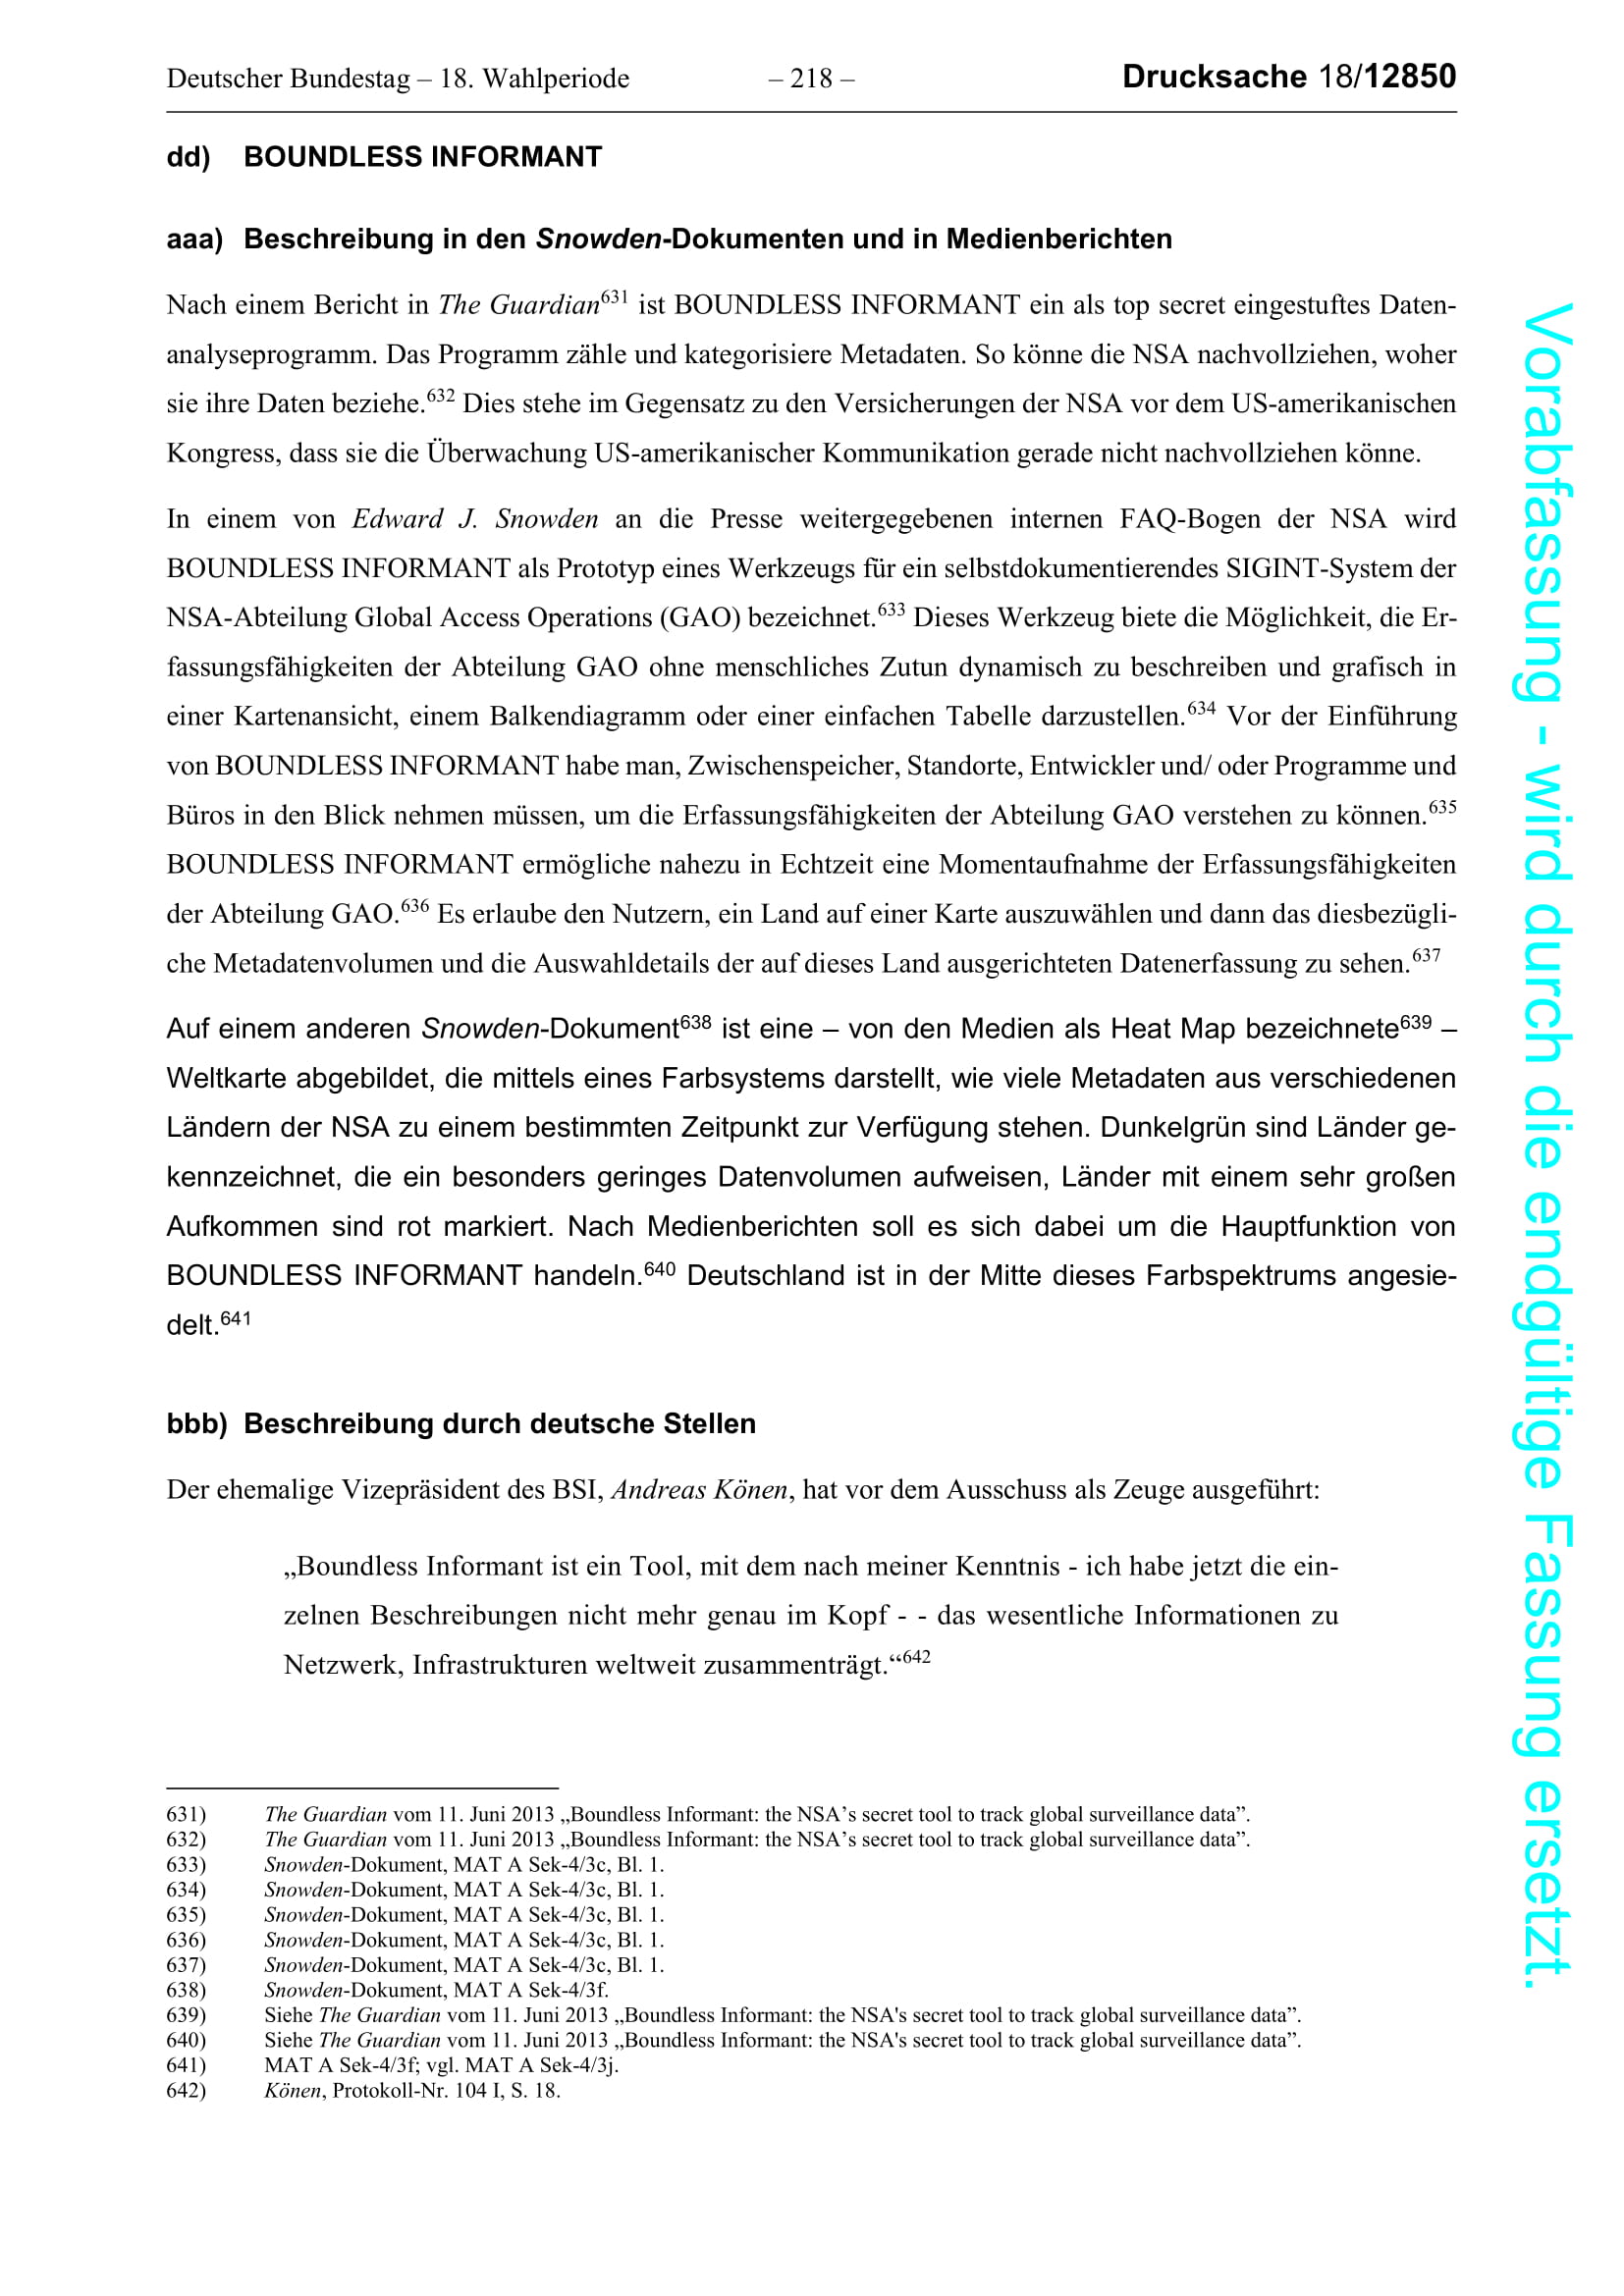 Deutscher Bundestag – 18. Wahlperiode – 218 – Drucksache 18/12850
dd) BOUNDLESS INFORMANT
aaa) Beschreibung in den Snowden-Dokumenten und in Medienberichten
Nach einem Bericht in The Guardian631 ist BOUNDLESS INFORMANT ein als top secret eingestuftes Daten-
analyseprogramm. Das Programm zähle und kategorisiere Metadaten. So könne die NSA nachvollziehen, woher
sie ihre Daten beziehe.632 Dies stehe im Gegensatz zu den Versicherungen der NSA vor dem US-amerikanischen
Kongress, dass sie die Überwachung US-amerikanischer Kommunikation gerade nicht nachvollziehen könne.
In einem von Edward J. Snowden an die Presse weitergegebenen internen FAQ-Bogen der NSA wird
BOUNDLESS INFORMANT als Prototyp eines Werkzeugs für ein selbstdokumentierendes SIGINT-System der
NSA-Abteilung Global Access Operations (GAO) bezeichnet.633 Dieses Werkzeug biete die Möglichkeit, die Er-
fassungsfähigkeiten der Abteilung GAO ohne menschliches Zutun dynamisch zu beschreiben und grafisch in
einer Kartenansicht, einem Balkendiagramm oder einer einfachen Tabelle darzustellen.634 Vor der Einführung
von BOUNDLESS INFORMANT habe man, Zwischenspeicher, Standorte, Entwickler und/ oder Programme und
Büros in den Blick nehmen müssen, um die Erfassungsfähigkeiten der Abteilung GAO verstehen zu können.635
BOUNDLESS INFORMANT ermögliche nahezu in Echtzeit eine Momentaufnahme der Erfassungsfähigkeiten
der Abteilung GAO.636 Es erlaube den Nutzern, ein Land auf einer Karte auszuwählen und dann das diesbezügli-
che Metadatenvolumen und die Auswahldetails der auf dieses Land ausgerichteten Datenerfassung zu sehen.637
Auf einem anderen Snowden-Dokument638 ist eine – von den Medien als Heat Map bezeichnete639 –
Weltkarte abgebildet, die mittels eines Farbsystems darstellt, wie viele Metadaten aus verschiedenen
Ländern der NSA zu einem bestimmten Zeitpunkt zur Verfügung stehen. Dunkelgrün sind Länder ge-
kennzeichnet, die ein besonders geringes Datenvolumen aufweisen, Länder mit einem sehr großen
Aufkommen sind rot markiert. Nach Medienberichten soll es sich dabei um die Hauptfunktion von
BOUNDLESS INFORMANT handeln.640 Deutschland ist in der Mitte dieses Farbspektrums angesie-
delt.641
bbb) Beschreibung durch deutsche Stellen
Der ehemalige Vizepräsident des BSI, Andreas Könen, hat vor dem Ausschuss als Zeuge ausgeführt:
„Boundless Informant ist ein Tool, mit dem nach meiner Kenntnis - ich habe jetzt die ein-
zelnen Beschreibungen nicht mehr genau im Kopf - - das wesentliche Informationen zu
Netzwerk, Infrastrukturen weltweit zusammenträgt.“642
631) The Guardian vom 11. Juni 2013 „Boundless Informant: the NSA’s secret tool to track global surveillance data”.
632) The Guardian vom 11. Juni 2013 „Boundless Informant: the NSA’s secret tool to track global surveillance data”.
633) Snowden-Dokument, MAT A Sek-4/3c, Bl. 1.
634) Snowden-Dokument, MAT A Sek-4/3c, Bl. 1.
635) Snowden-Dokument, MAT A Sek-4/3c, Bl. 1.
636) Snowden-Dokument, MAT A Sek-4/3c, Bl. 1.
637) Snowden-Dokument, MAT A Sek-4/3c, Bl. 1.
638) Snowden-Dokument, MAT A Sek-4/3f.
639) Siehe The Guardian vom 11. Juni 2013 „Boundless Informant: the NSA's secret tool to track global surveillance data”.
640) Siehe The Guardian vom 11. Juni 2013 „Boundless Informant: the NSA's secret tool to track global surveillance data”.
641) MAT A Sek-4/3f; vgl. MAT A Sek-4/3j.
642) Könen, Protokoll-Nr. 104 I, S. 18.
Vorabfassung - wird durch die endgültige Fassung ersetzt.